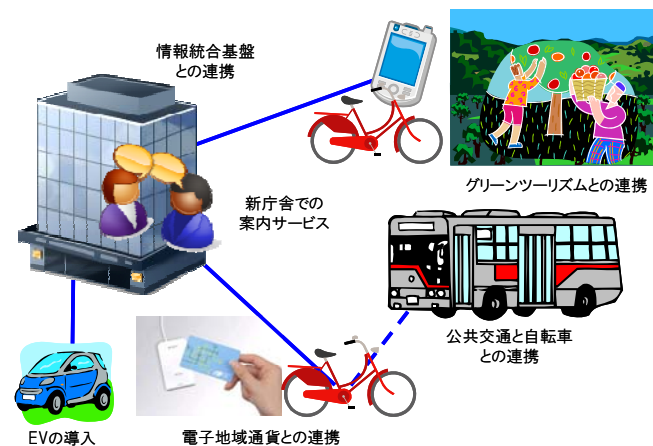 情報統合基盤
との連携
グリーンツーリズムとの連携
新庁舎での
案内サービス
公共交通と自転車
との連携
EVの導入
電子地域通貨との連携